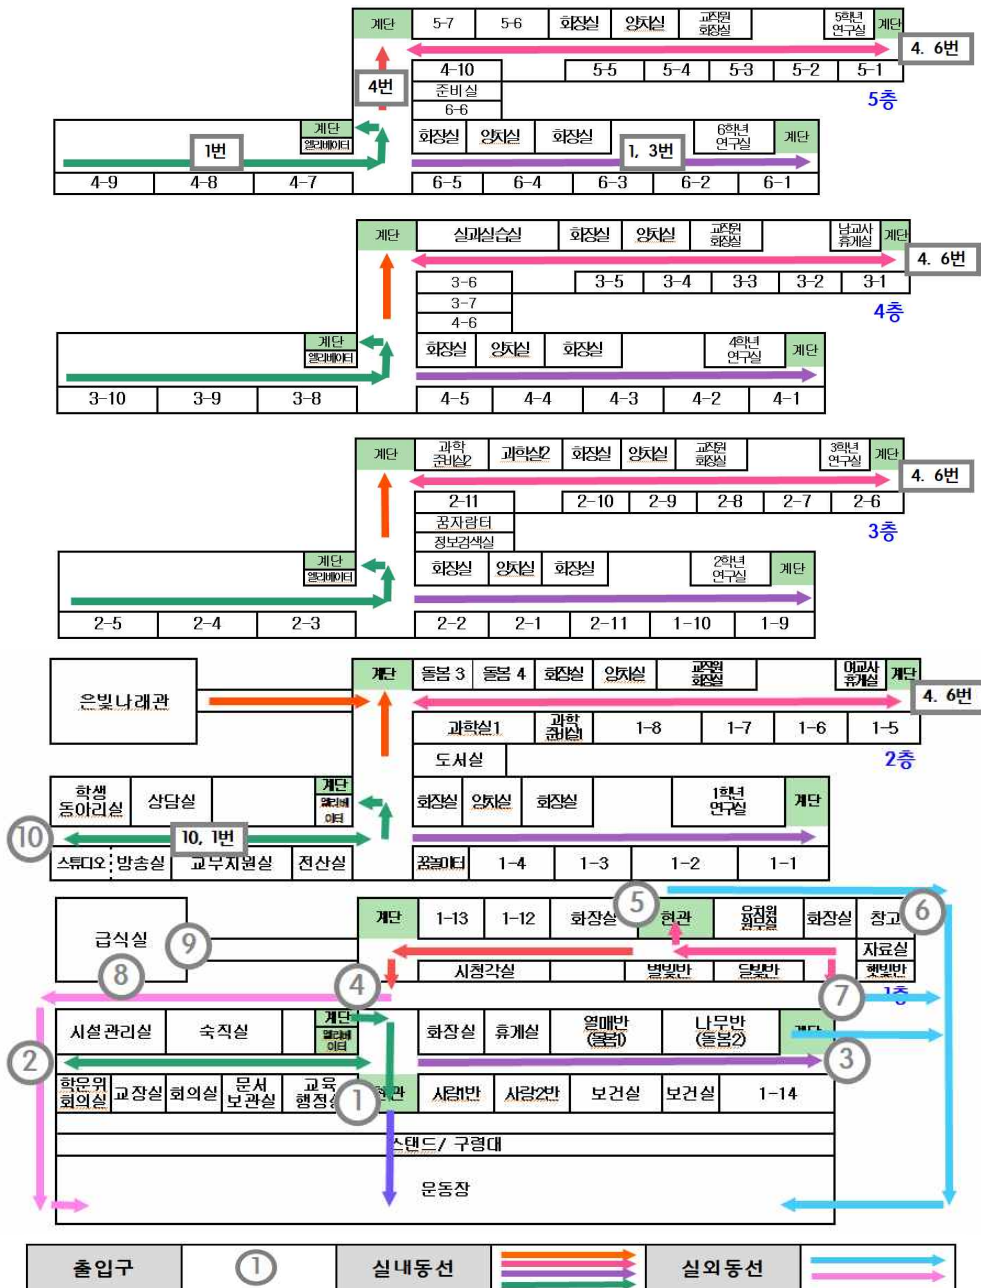 계단 5-7 5-6 화장실 양치실 교직원 화장실 5학년 연구실 계단
4. 6번
4번
4-10 5-5 5-4 5-3 5-2 5-1
준비실
5층
6-6
계단 화장실 양치실 화장실 6학년 연구실 계단
엘리베이터
1번 1, 3번
4-9 4-8 4-7 6-5 6-4 6-3 6-2 6-1
계단 실과실습실 화장실 양치실 교직원 화장실 남교사 휴게실 계단
4. 6번
3-6 3-5 3-4 3-3 3-2 3-1
3-7
4층
4-6
계단 화장실 양치실 화장실 4학년 연구실 계단
엘리베이터
3-10 3-9 3-8 4-5 4-4 4-3 4-2 4-1
계단 과학 준비실2 과학실2 화장실 양치실 교직원 화장실 3학년 연구실 계단
4. 6번
2-11 2-10 2-9 2-8 2-7 2-6
꿈자람터
3층
정보검색실
계단 화장실 양치실 화장실 2학년 연구실 계단
엘리베이터
2-5 2-4 2-3 2-2 2-1 2-11 1-10 1-9
은빛나래관 계단 돌봄 3 돌봄 4 화장실 양치실 교직원 화장실 여교사 휴게실 계단
4. 6번
과학실1 과학 준비실1 1-8 1-7 1-6 1-5
도서실 2층
학생 동아리실 상담실 계단 화장실 양치실 화장실 1학년 연구실 계단
엘리베이터
10 10, 1번
스튜디오 방송실 교무지원실 전산실 꿈놀이터 1-4 1-3 1-2 1-1
급식실 계단 1-13 1-12 화장실 5 현관 유치원 화장실 창고 6
9 자료실
8 시청각실 별빛반 달빛반 햇빛반
4 7 1층
시설관리실 숙직실 계단 화장실 휴게실 열매반 (돌봄1) 나무반 (돌봄2) 계단
엘리베이터
2 3
학운위 회의실 교장실 회의실 문서 보관실 교육 행정실 1 현관 사랑1반 사랑2반 보건실 보건실 1-14
스탠드/ 구령대
운동장
출입구 1 실내동선 실외동선